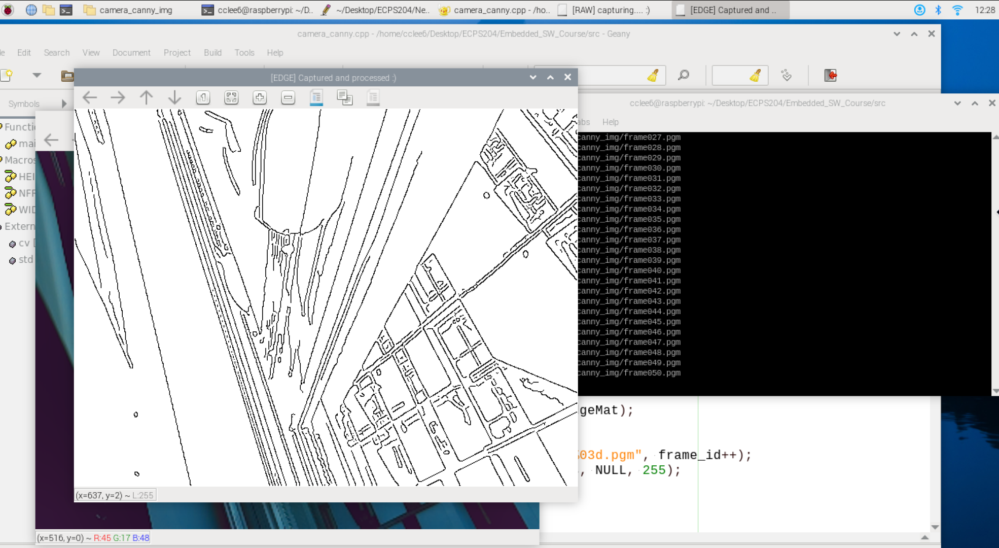 camera_canny_img
cclee6@raspberrypi: ~/D..
~/Desktop/ECPS204/Ne..
camera_canny.cpp - /ho..
[RAW] capturing.... :)
[EDGE] Captured and ..
12:28
camera_canny.cpp - /home/cclee6/Desktop/ECPS204/Embedded_SW_Course/src - Geany
le Edit Search View Document Project Build Tools Help
[EDGE] Captured and processed :)
1
Symbols
Functi
mai
Macros
HEI
NFR
WID
Extern
cv [
std
cclee6@raspberrypi: ~/Desktop/ECPS204/Embedded_SW_Course/src
abs Help
canny_img/frame027.pgm
canny_img/frame028.pgm
canny_img/frame029.pgm
canny_img/frame030.pgm
canny_img/frame031.pgm
canny_img/frame032.pgm
canny_img/frame033.pgm
canny_img/frame034.pgm
canny_img/frame035.pgm
canny_img/frame036.pgm
canny_img/frame037.pgm
canny_img/frame038.pgm
canny_img/frame039.pgm
canny_img/frame040.pgm
canny_img/frame041.pgm
canny_img/frame042.pgm
canny_img/frame043.pgm
canny_img/frame044.pgm
canny_img/frame045.pgm
canny_img/frame046.pgm
canny_img/frame047.pgm
canny_img/frame048.pgm
canny_img/frame049.pgm
canny_img/frame050.pgm
geMat);
03d.pgm", frame_id++);
, NULL, 255);
(x=637, y=2) ~ L:255
(x=516, y=0) ~ R:45 G:17 B:48